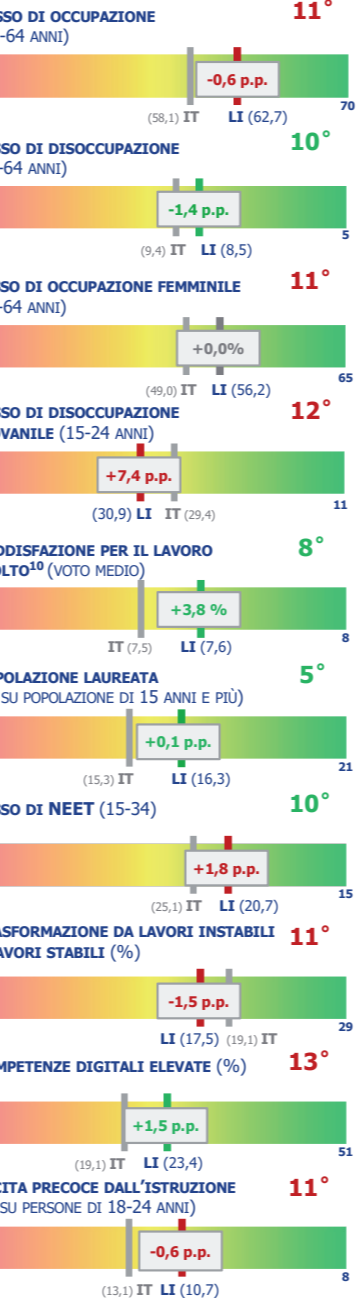 SSO DI OCCUPAZIONE 11°
-64 ANNI)
-0,6 p.p.
70
(58,1) IT LI (62,7)
SSO DI DISOCCUPAZIONE 10°
-64 ANNI)
-1,4 p.p.
5
(9,4) IT LI (8,5)
SSO DI OCCUPAZIONE FEMMINILE 11°
-64 ANNI)
+0,0%
65
(49,0) IT LI (56,2)
SSO DI DISOCCUPAZIONE 12°
VANILE (15-24 ANNI)
+7,4 p.p.
11
(30,9) LI IT (29,4)
DDISFAZIONE PER IL LAVORO 8°
OLTO10 (VOTO MEDIO)
+3,8 %
8
IT (7,5) LI (7,6)
POLAZIONE LAUREATA 5°
SU POPOLAZIONE DI 15 ANNI E PIÙ)
+0,1 p.p.
21
(15,3) IT LI (16,3)
SSO DI NEET (15-34) 10°
+1,8 p.p.
15
(25,1) IT LI (20,7)
ASFORMAZIONE DA LAVORI INSTABILI 11°
AVORI STABILI (%)
-1,5 p.p.
29
LI (17,5) (19,1) IT
MPETENZE DIGITALI ELEVATE (%) 13°
+1,5 p.p.
51
(19,1) IT LI (23,4)
CITA PRECOCE DALL'ISTRUZIONE 11°
SU PERSONE DI 18-24 ANNI)
-0,6 p.p.
8
(13,1) IT LI (10,7)